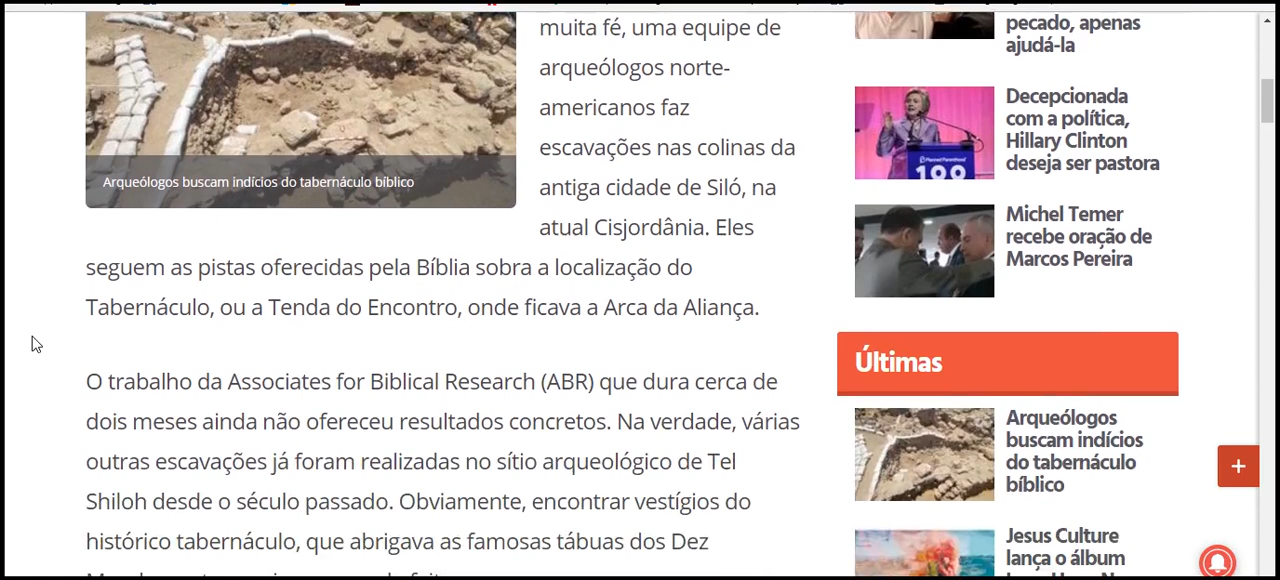 muita fé, uma equipe de
arqueólogos norte-
americanos faz
escavações nas colinas da
antiga cidade de Siló, na
atual Cisjordânia. Eles
Arqueólogos buscam indícios do tabernáculo bíblico
seguem as pistas oferecidas pela Bíblia sobra a localização do
Tabernáculo, ou a Tenda do Encontro, onde ficava a Arca da Aliança.
O trabalho da Associates for Biblical Research (ABR) que dura cerca de
dois meses ainda não ofereceu resultados concretos. Na verdade, várias
outras escavações já foram realizadas no sítio arqueológico de Tel
Shiloh desde o século passado. Obviamente, encontrar vestígios do
histórico tabernáculo, que abrigava as famosas tábuas dos Dez
pecado, apenas
ajudá-la
Decepcionada
com a política,
Hillary Clinton
deseja ser pastora
Planned Parenthood
100
Michel Temer
recebe oração de
Marcos Pereira
Últimas
Arqueólogos
buscam indícios
do tabernáculo
bíblico
+
Jesus Culture
lança o álbum